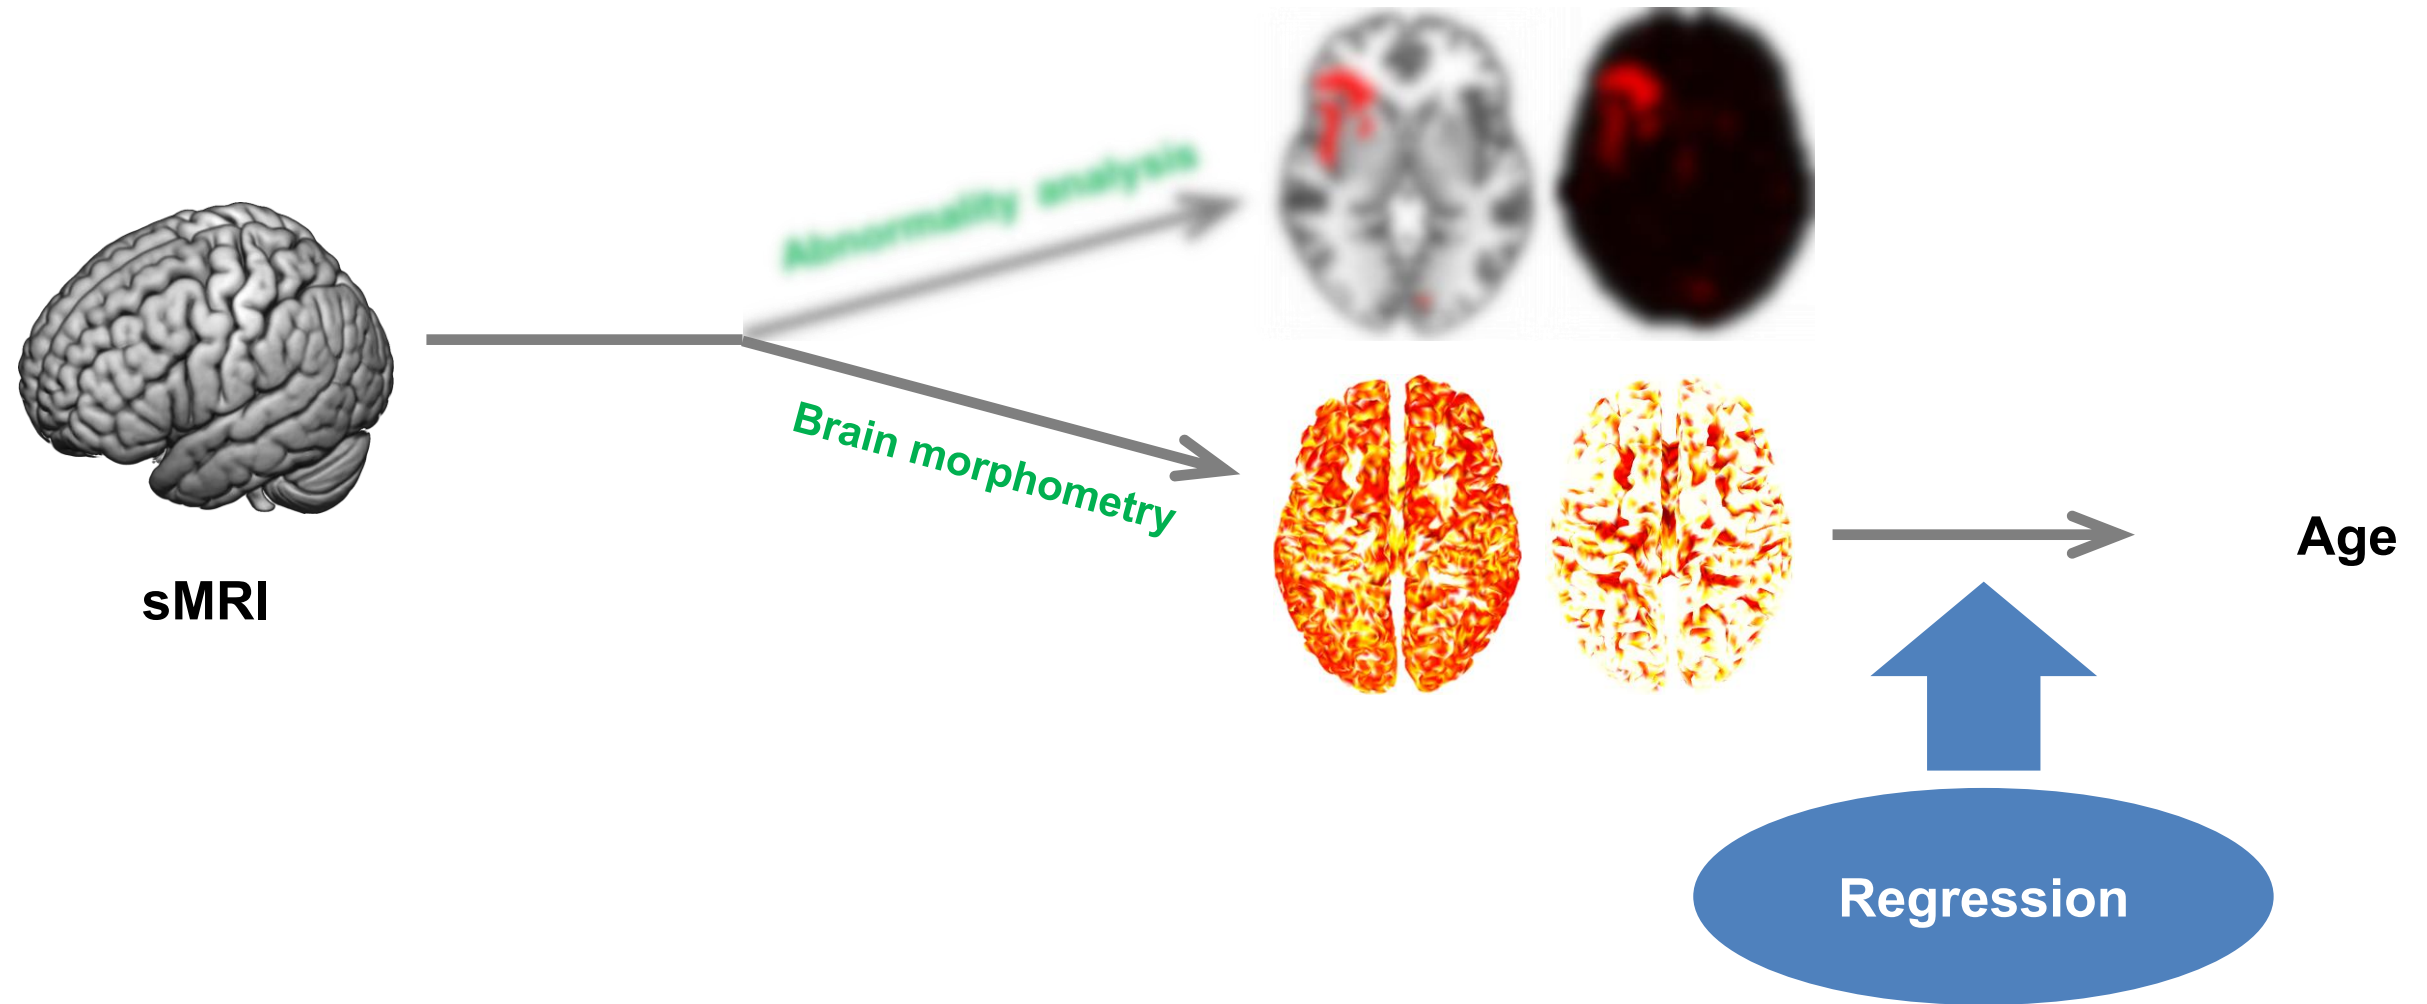 Abnormality analysis
Brain morphometry
sMRI
Age
Regression